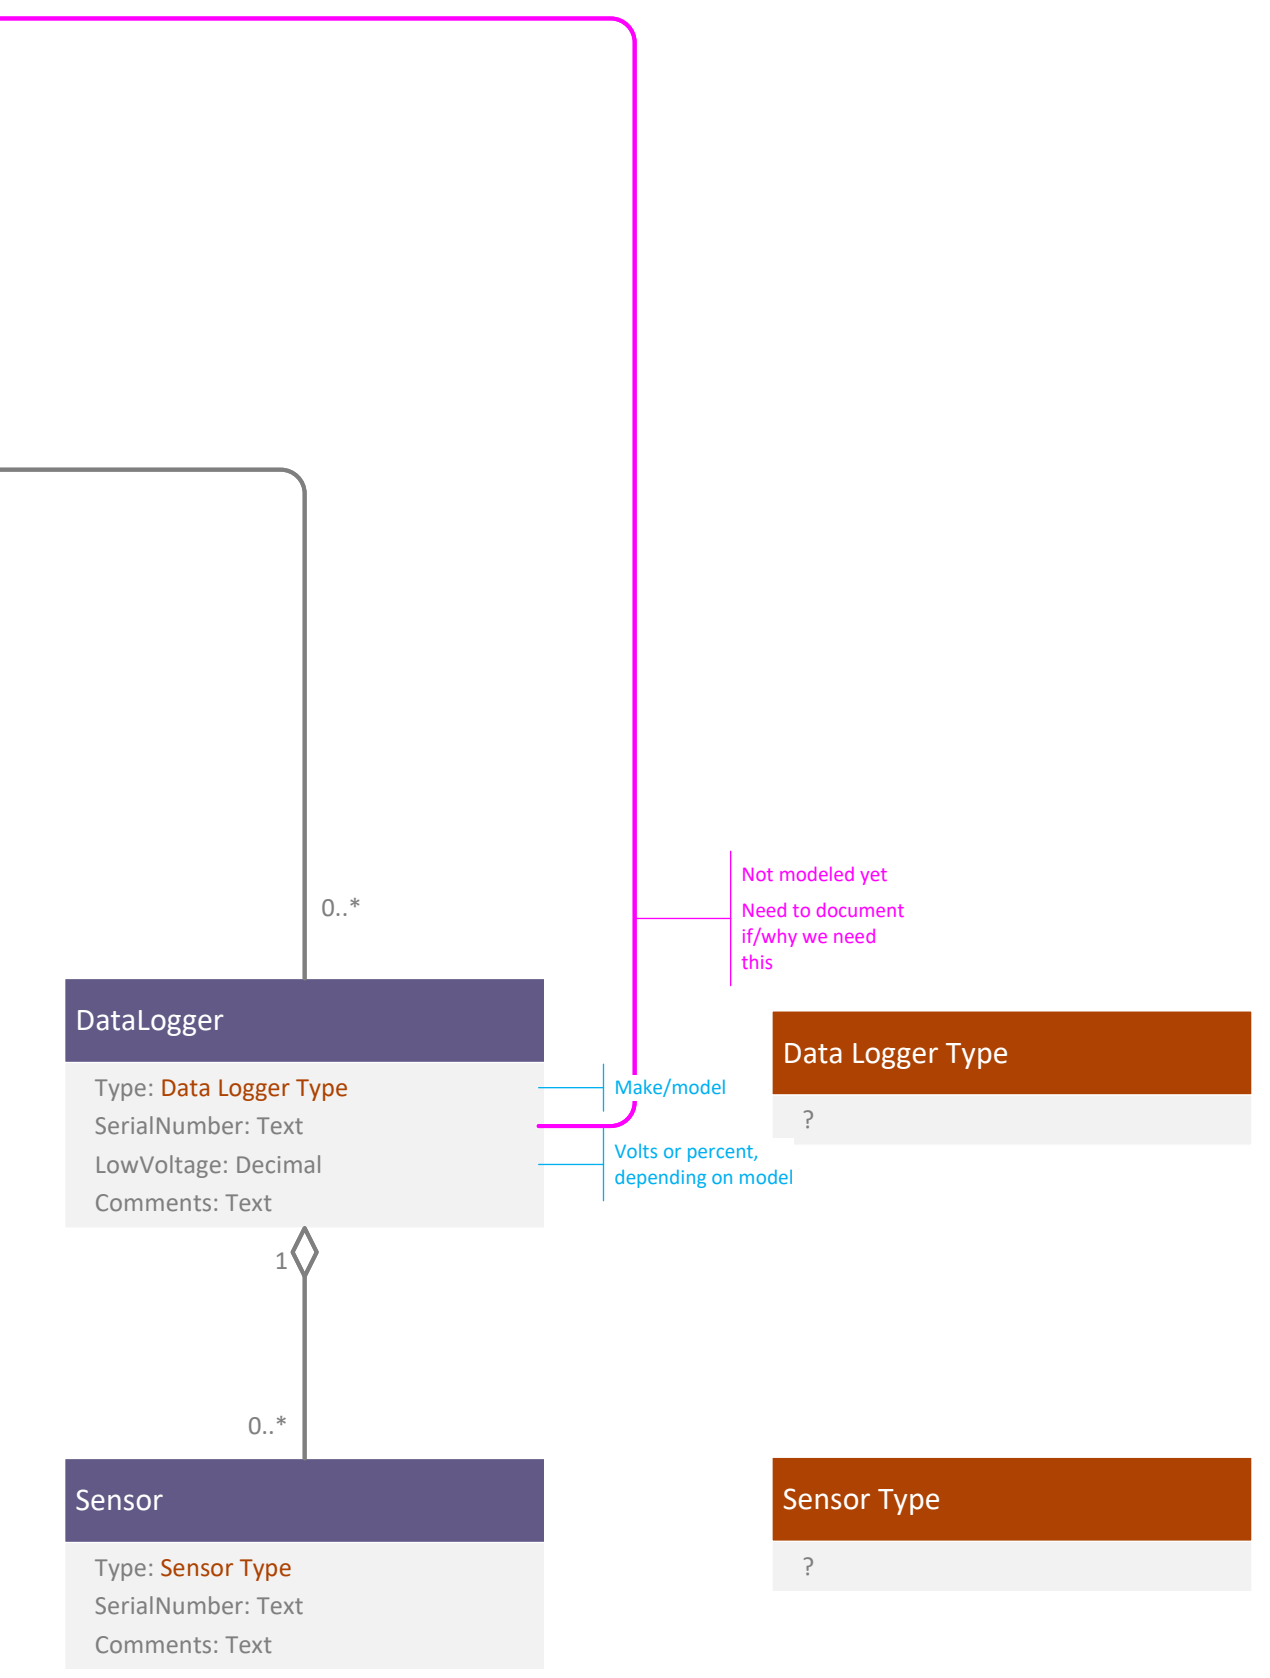 Not modeled yet
Need to document
if/why we need
this
0..*
DataLogger
Type: Data Logger Type
SerialNumber: Text
LowVoltage: Decimal
Comments: Text
Make/model
Volts or percent,
depending on model
Data Logger Type
?
1
0..*
Sensor
Type: Sensor Type
SerialNumber: Text
Comments: Text
Sensor Type
?